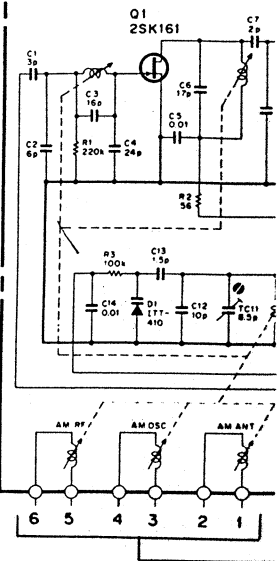 Q1
2SK161
C7
2p
C1
3p
C3
16p
C6
17p
C5
0.01
C2
6p
R1
220k
C4
24p
R2
56
R3
100k
C13
1.5p
C14
0.01
D1
ITT-
410
C12
10p
TC11
8.5p
AM RF
AM OSC
AM ANT
6 5 4 3 2 1